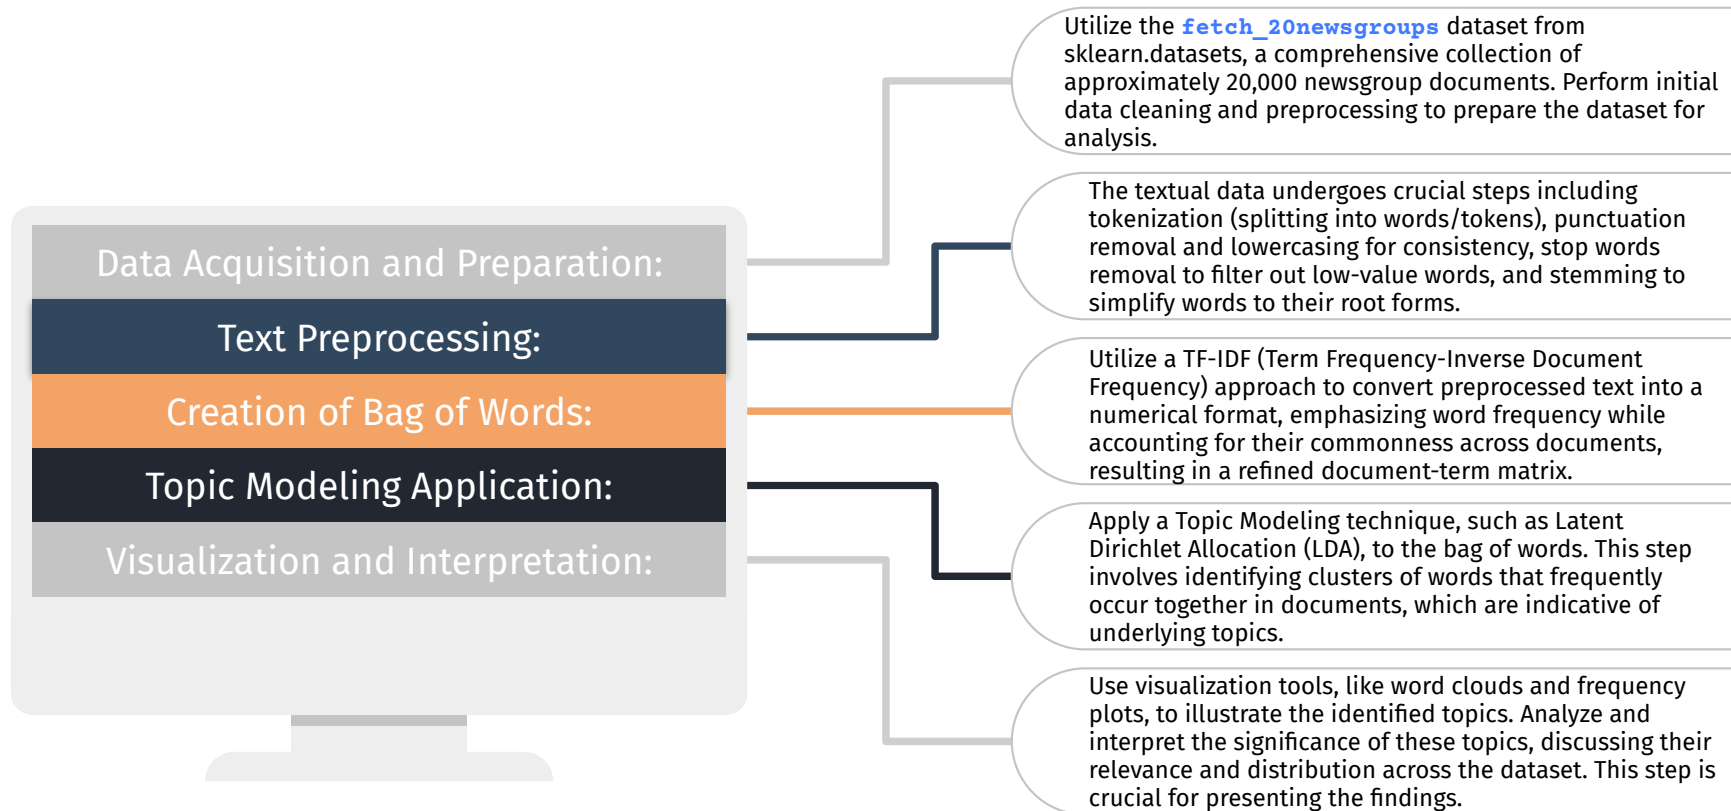 Utilize the fetch_20newsgroups dataset from
sklearn.datasets, a comprehensive collection of
approximately 20,000 newsgroup documents. Perform initial
data cleaning and preprocessing to prepare the dataset for
analysis.
Data Acquisition and Preparation:
The textual data undergoes crucial steps including
tokenization (splitting into words/tokens), punctuation
removal and lowercasing for consistency, stop words
removal to filter out low-value words, and stemming to
simplify words to their root forms.
Text Preprocessing:
Utilize a TF-IDF (Term Frequency-Inverse Document
Frequency) approach to convert preprocessed text into a
numerical format, emphasizing word frequency while
accounting for their commonness across documents,
resulting in a refined document-term matrix.
Creation of Bag of Words:
Topic Modeling Application:
Apply a Topic Modeling technique, such as Latent
Dirichlet Allocation (LDA), to the bag of words. This step
involves identifying clusters of words that frequently
occur together in documents, which are indicative of
underlying topics.
Visualization and Interpretation:
Use visualization tools, like word clouds and frequency
plots, to illustrate the identified topics. Analyze and
interpret the significance of these topics, discussing their
relevance and distribution across the dataset. This step is
crucial for presenting the findings.